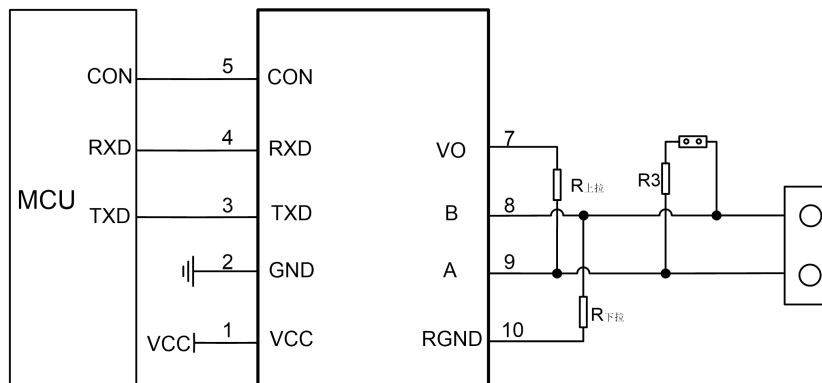 CON 5 CON
RXD 4 RXD VO 7
R上拉 R3
MCU
TXD 3 TXD B 8
2 GND A 9
R下拉
VCC 1 VCC RGND 10